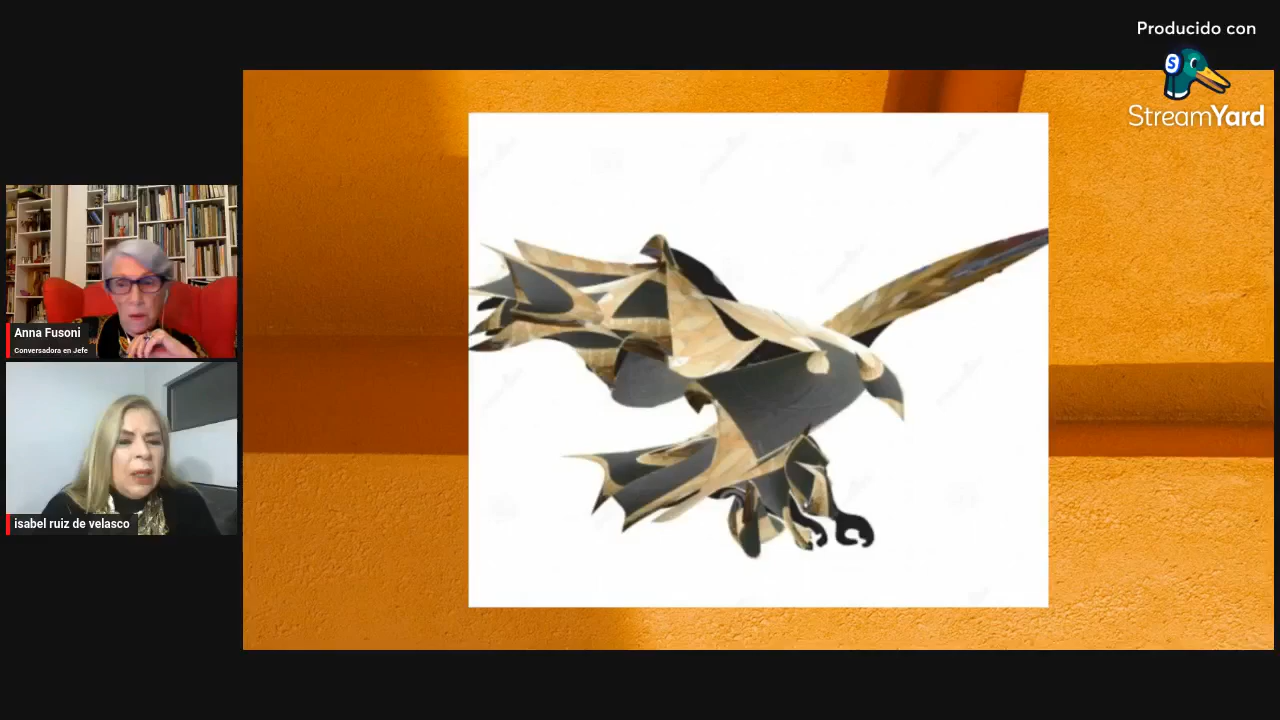 Producido con
S
StreamYard
Anna Fusoni
Conversadora en Jefe
isabel ruiz de velasco